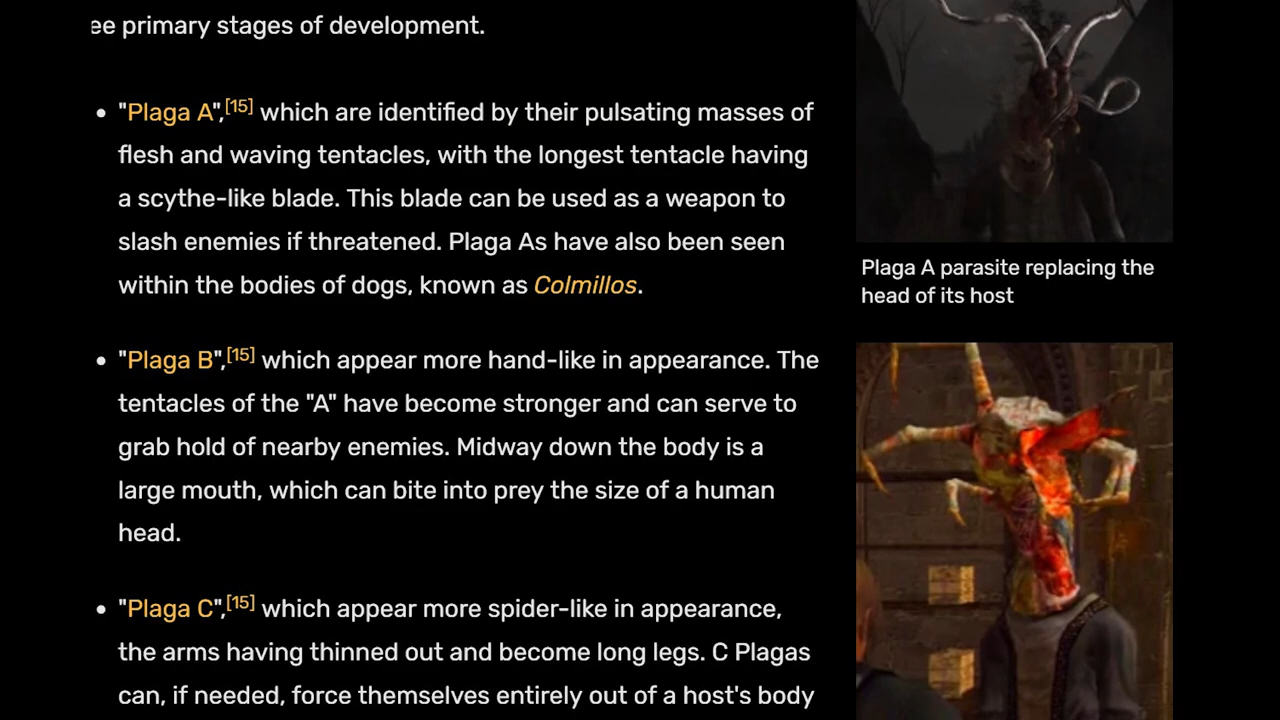 ee primary stages of development.
• "Plaga A",[15] which are identified by their pulsating masses of
flesh and waving tentacles, with the longest tentacle having
a scythe-like blade. This blade can be used as a weapon to
slash enemies if threatened. Plaga As have also been seen
within the bodies of dogs, known as Colmillos.
• "Plaga B",[15] which appear more hand-like in appearance. The
tentacles of the "A" have become stronger and can serve to
grab hold of nearby enemies. Midway down the body is a
large mouth, which can bite into prey the size of a human
head.
• "Plaga C",[15] which appear more spider-like in appearance,
the arms having thinned out and become long legs. C Plagas
can, if needed, force themselves entirely out of a host's body
Plaga A parasite replacing the
head of its host